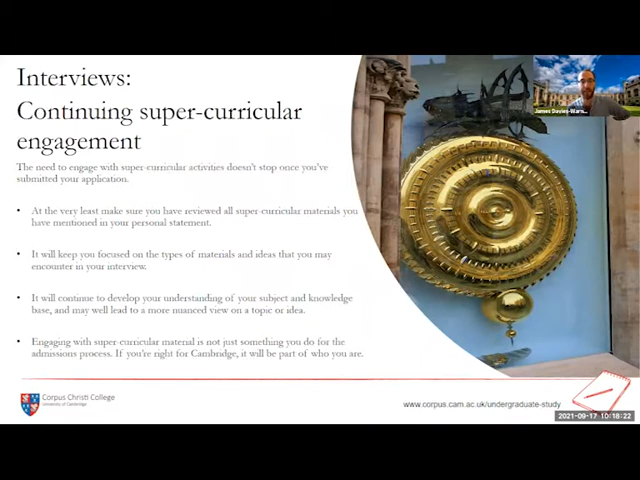 Interviews:
Continuing super-curricular
engagement
The need to engage with super-curricular activities doesn't stop once you've
submitted your application.
• At the very least make sure you have reviewed all super-curricular materials you
have mentioned in your personal statement.
• It will keep you focused on the types of materials and ideas that you may
encounter in your interview.
• It will continue to develop your understanding of your subject and knowledge
base, and may well lead to a more nuanced view on a topic or idea.
• Engaging with super-curricular material is not just something you do for the
admissions process. If you're right for Cambridge, it will be part of who you are.
James Davies-Warn...
Corpus Christi College
University of Cambridge
www.corpus.cam.ac.uk/undergraduate-study
2021-09-17 10:18:22